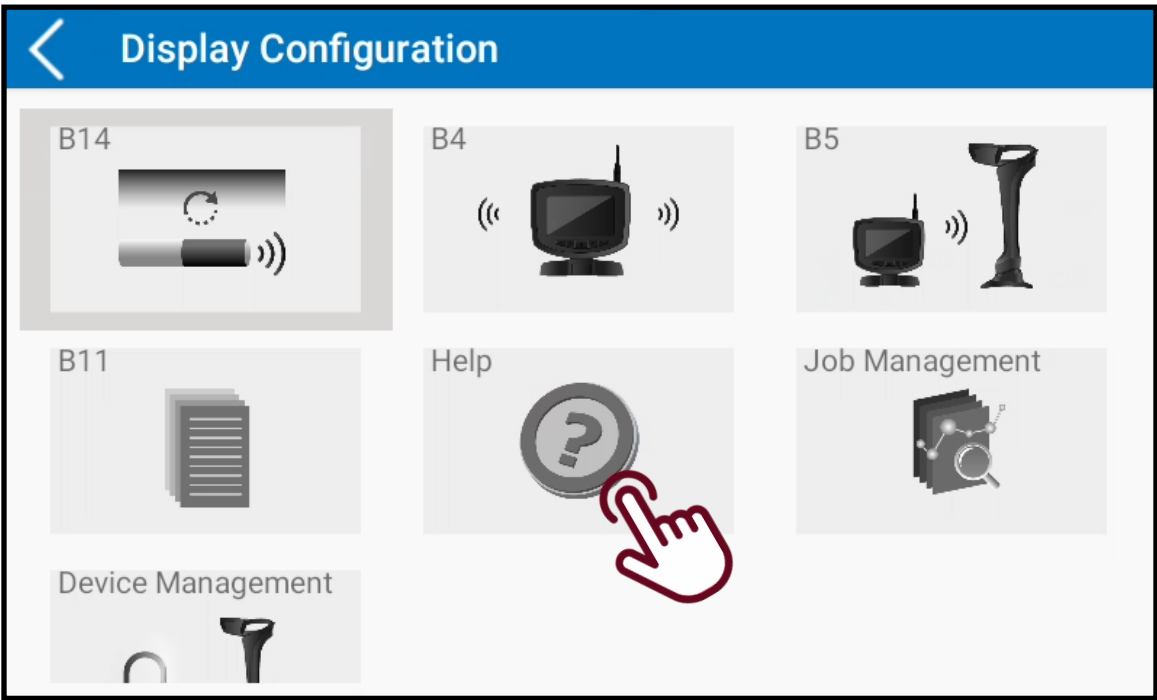 Display Configuration
B14
B4
B5
B11
Help
?
Job Management
Device Management